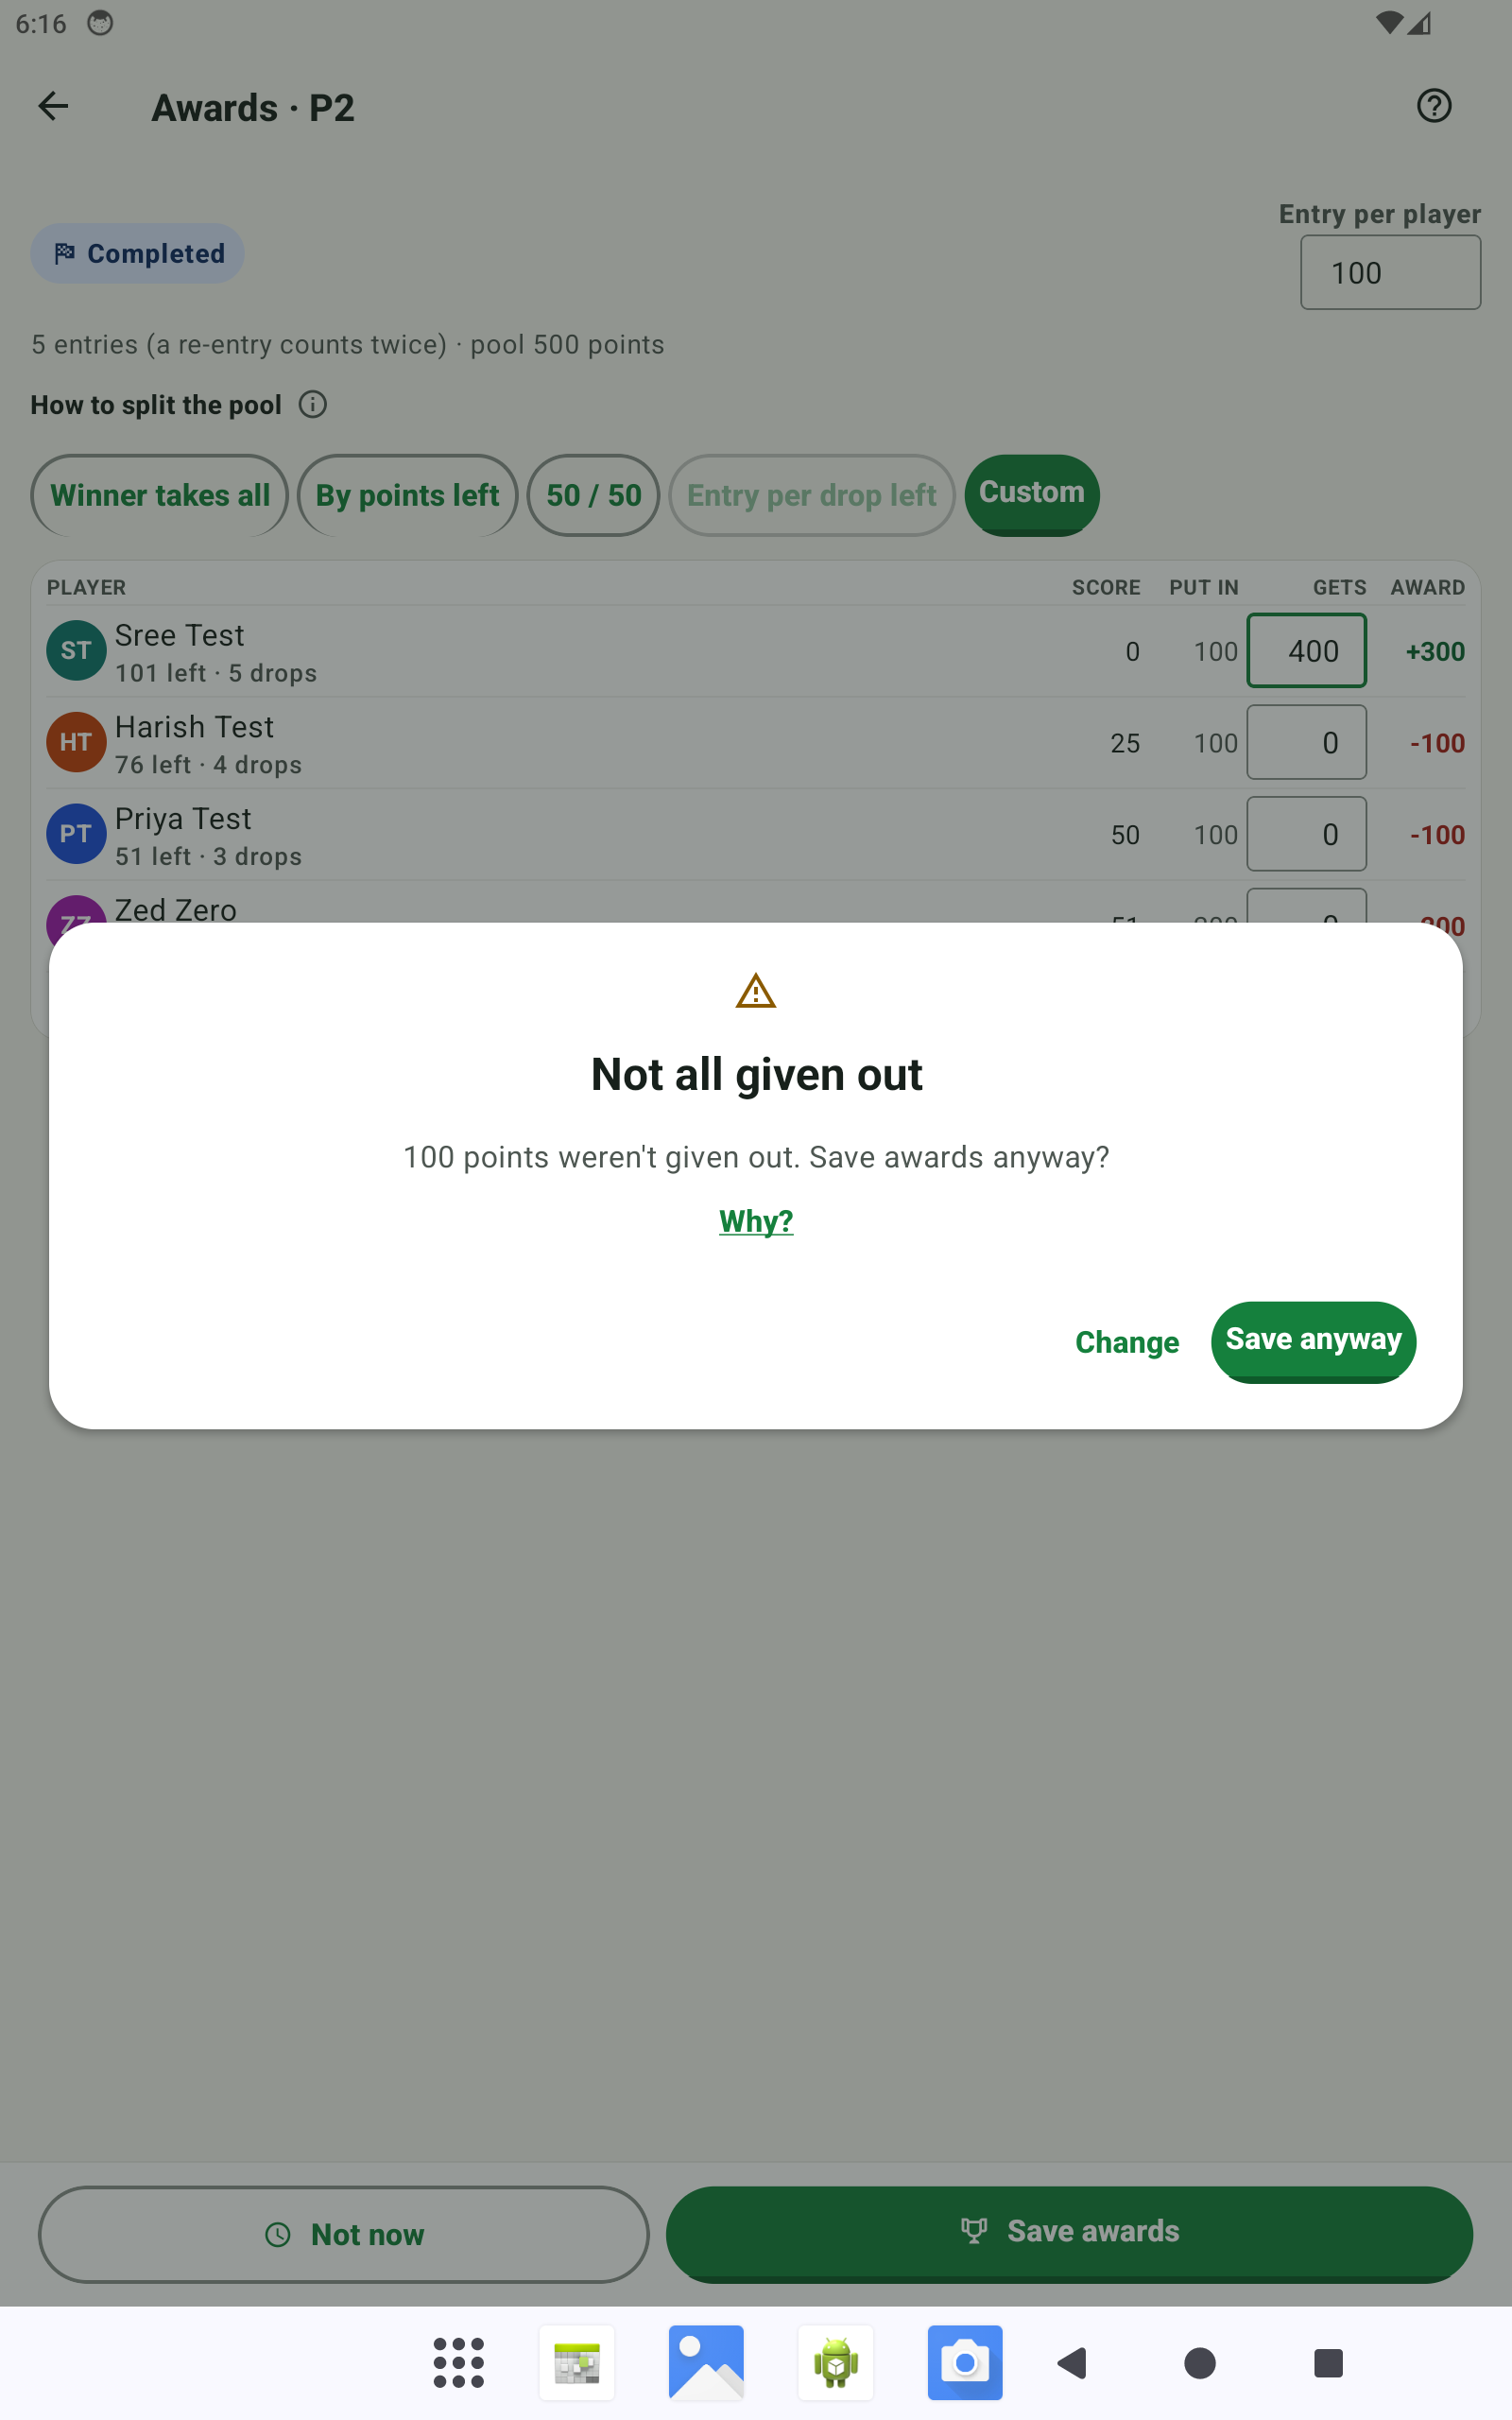 6:16
Awards · P2
Entry per player
Completed
100
5 entries (a re-entry counts twice) · pool 500 points
How to split the pool
Winner takes all
By points left
50 / 50
Entry per drop left
Custom
PLAYER SCORE PUT IN GETS AWARD
ST Sree Test 0 100 400 +300
101 left · 5 drops
HT Harish Test 25 100 0 -100
76 left · 4 drops
PT Priya Test 50 100 0 -100
51 left · 3 drops
ZZ Zed Zero
Not all given out
100 points weren't given out. Save awards anyway?
Why?
Change
Save anyway
Not now
Save awards